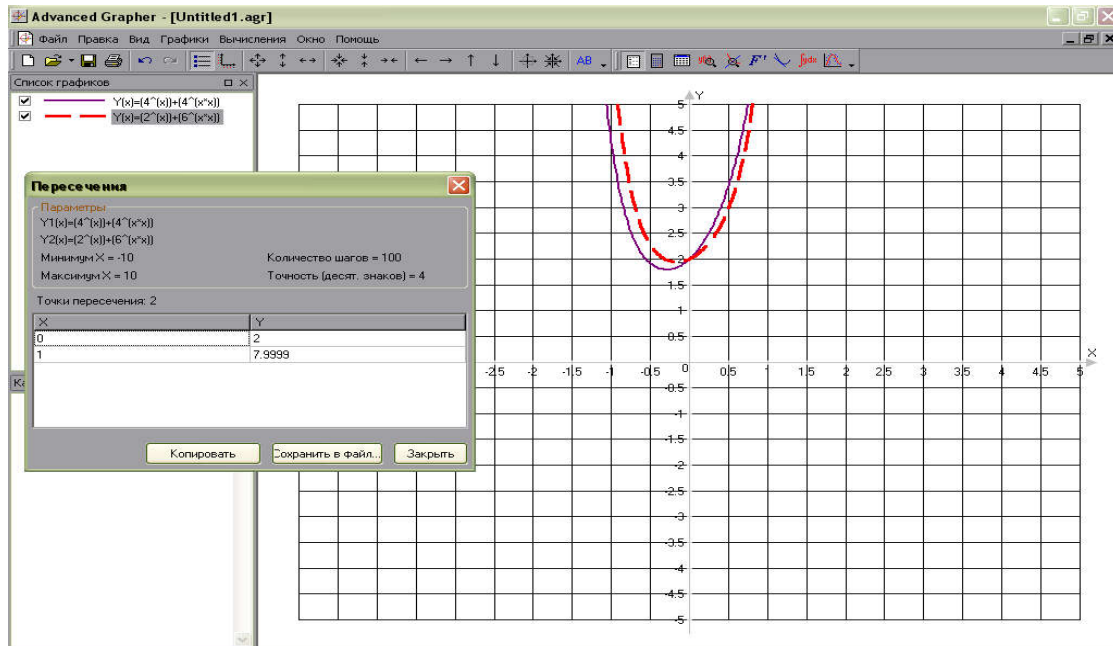 Advanced Grapher - [Untitled1.agr]
Файл Правка Вид Графики Вычисления Окно Помощь
Список графиков
Y(x)=(4^(x))+(4^(x*x))
Y(x)=(2^(x))+(6^(x*x))
Пересечения
Параметры
Y1(x)=(4^(x))+(4^(x*x))
Y2(x)=(2^(x))+(6^(x*x))
Минимум X = -10
Количество шагов = 100
Максимум X = 10
Точность (десят. знаков) = 4
Точки пересечения: 2
X Y
0 2
1 7.9999
Копировать Сохранить в файл... Закрыть
Ка
Y
5
4.5
4
3.5
3
2.5
2
1.5
1
0.5
X
-2.5 -2 -1.5 -1 -0.5 0 0.5 1 1.5 2 2.5 3 3.5 4 4.5 5
-0.5
-1
-1.5
-2
-2.5
-3
-3.5
-4
-4.5
-5